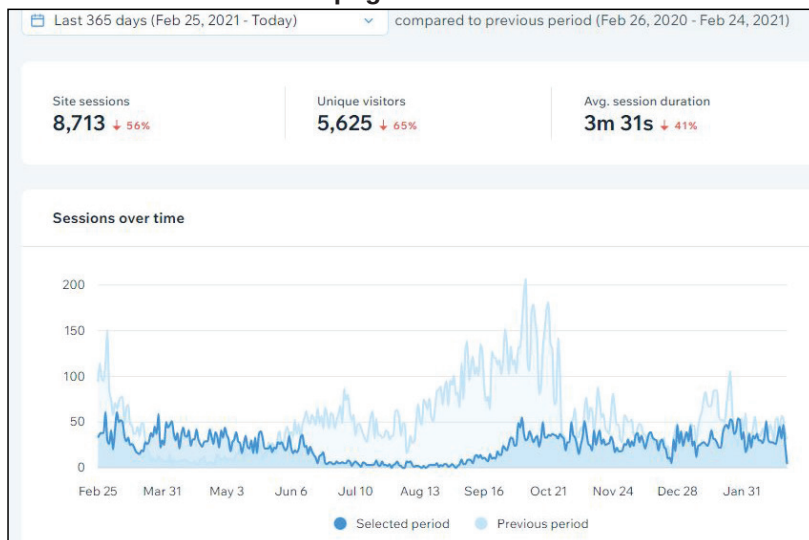 Last 365 days (Feb 25, 2021 - Today) compared to previous period (Feb 26, 2020 - Feb 24, 2021)
Site sessions Unique visitors Avg. session duration
8,713 ↓ 56% 5,625 ↓ 65% 3m 31s ↓ 41%
Sessions over time
200
150
100
50
0
Feb 25 Mar 31 May 3 Jun 6 Jul 10 Aug 13 Sep 16 Oct 21 Nov 24 Dec 28 Jan 31
Selected period Previous period